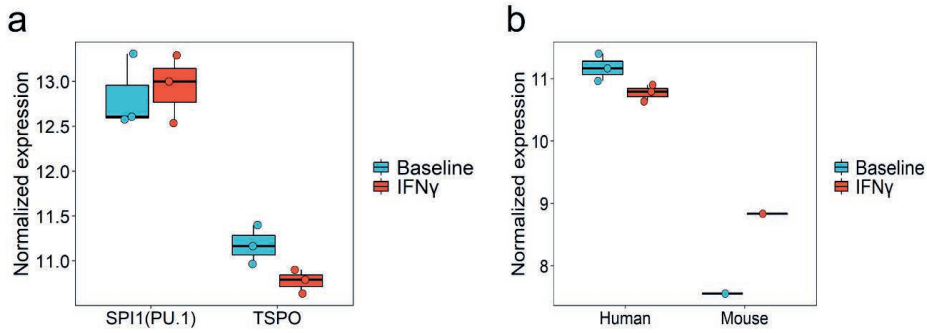 a
Normalized expression
13.0
12.5
12.0
11.5
11.0
SPI1(PU.1)
TSPO
Baseline
IFNγ
b
Normalized expression
11
10
9
8
Human
Mouse
Baseline
IFNγ